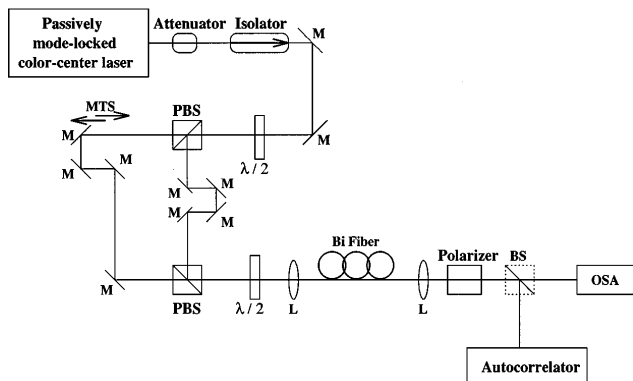 Passively
mode-locked
color-center laser
Attenuator
Isolator
M
MTS
PBS
M
M
λ / 2
M
M
M
M
M
M
M
Bi Fiber
Polarizer
BS
OSA
M
PBS
λ / 2
L
L
Autocorrelator